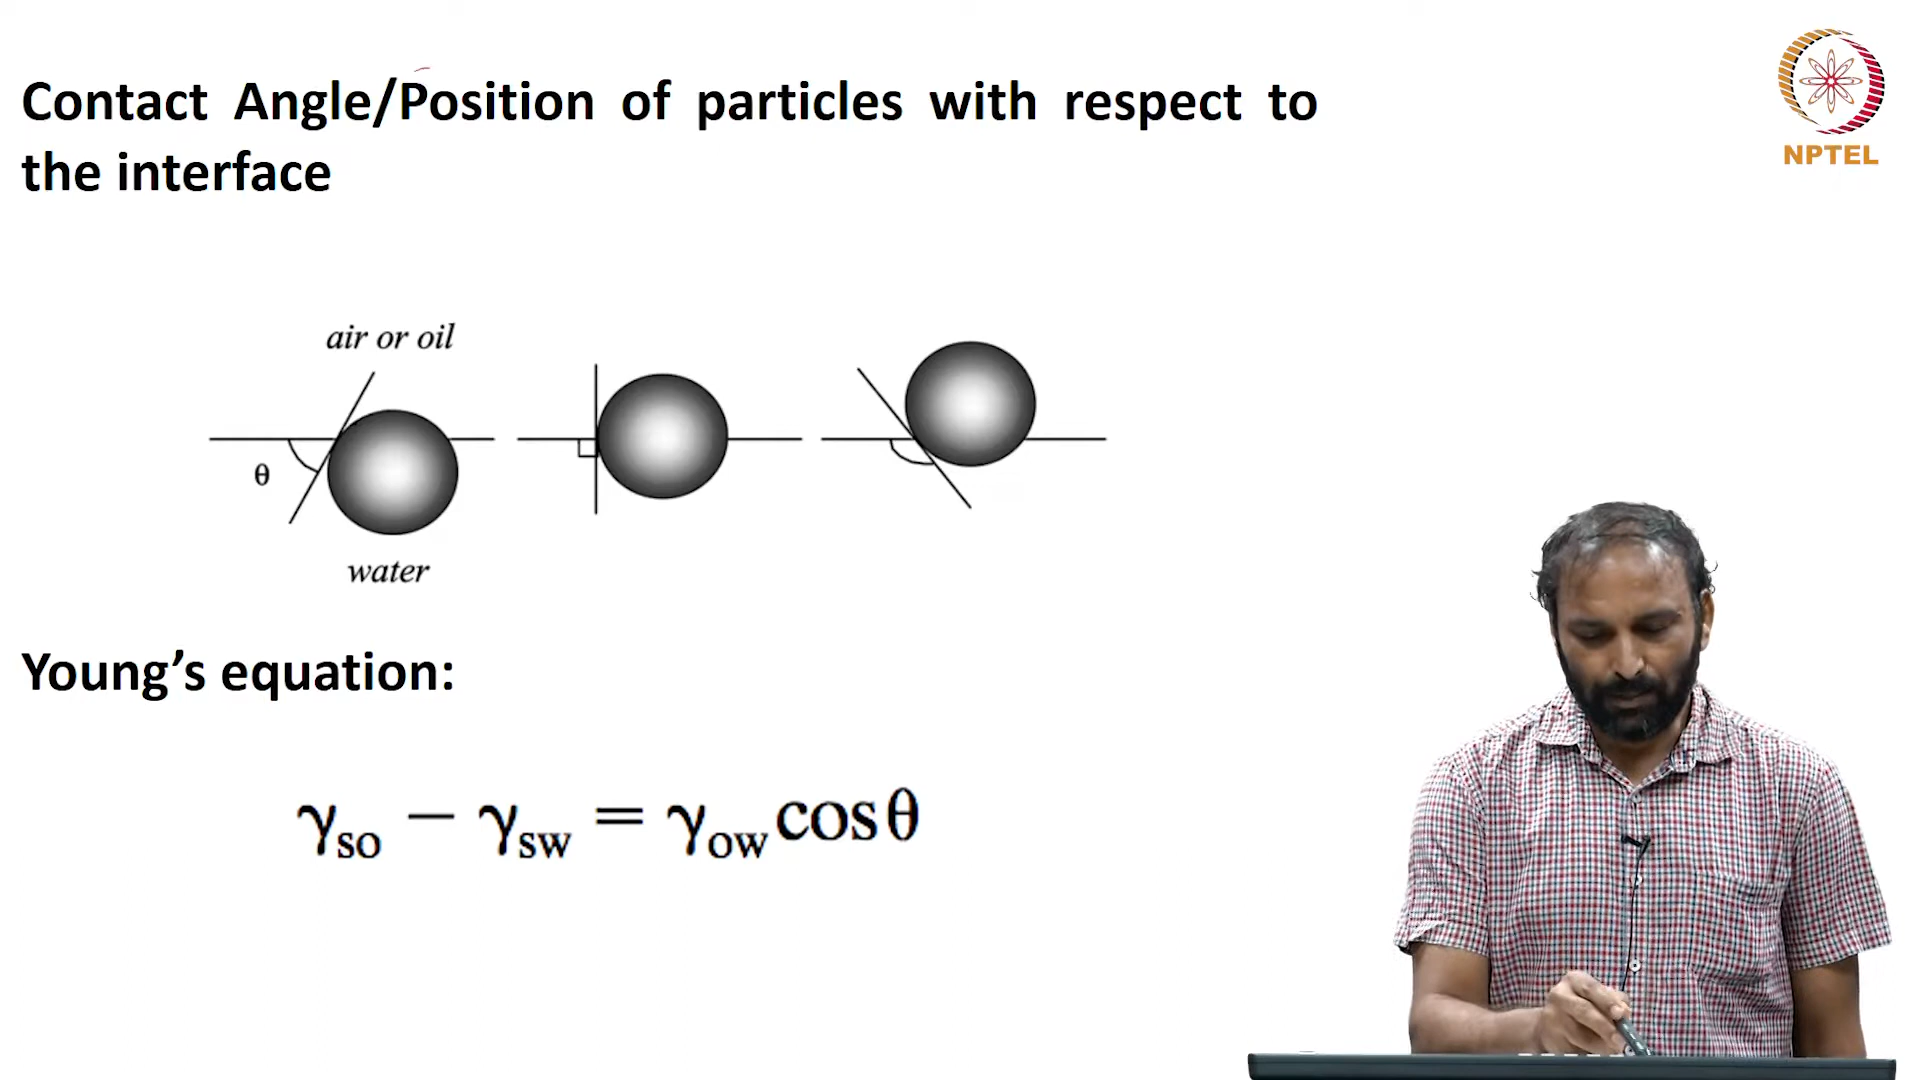 Contact Angle/Position of particles with respect to
the interface
NPTEL
air or oil
θ
water
Young’s equation:
γso − γsw = γow cosθ